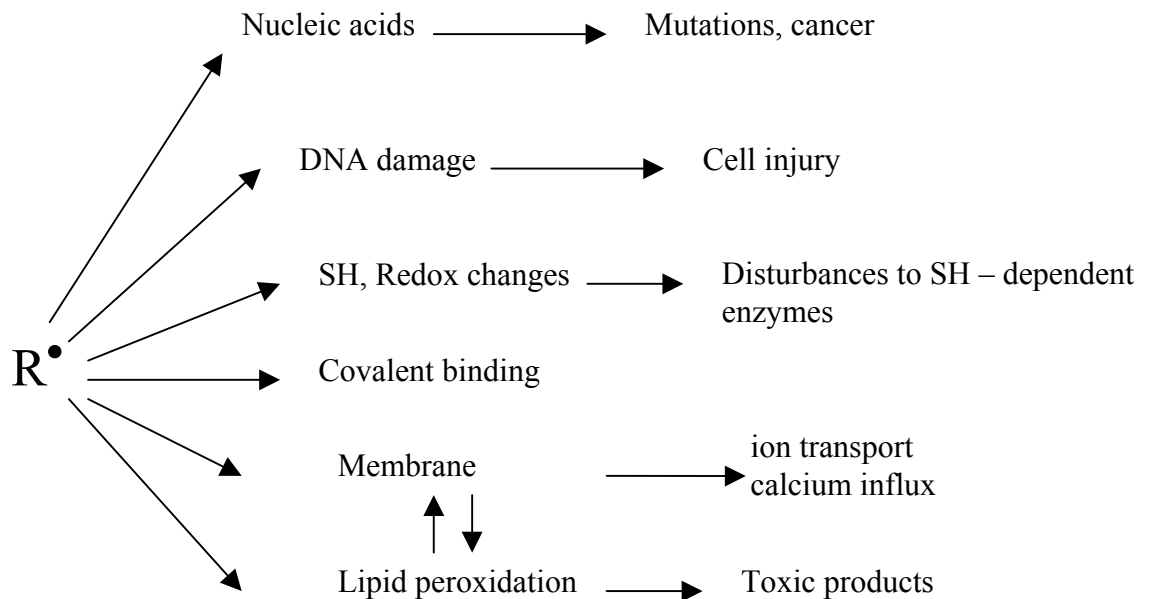 Nucleic acids Mutations, cancer
DNA damage Cell injury
SH, Redox changes Disturbances to SH – dependent
enzymes
R•
Covalent binding
Membrane ion transport
calcium influx
Lipid peroxidation Toxic products